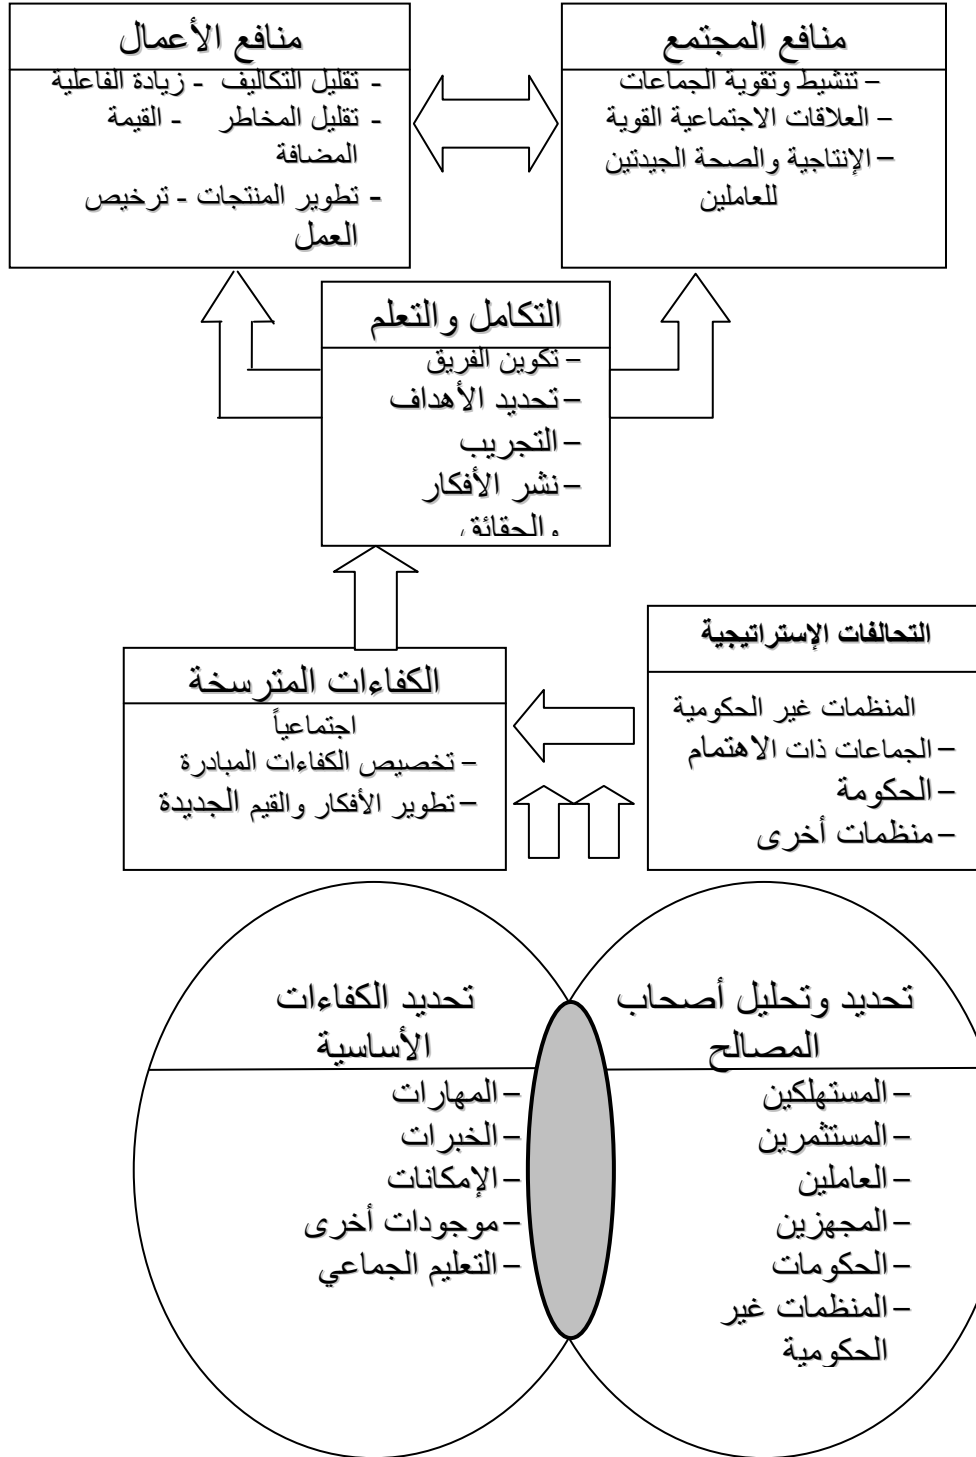 منافع المجتمع
– تنشيط وتقوية الجماعات
– العلاقات الاجتماعية القوية
– الإنتاجية والصحة الجيدتين
للعاملين
منافع الأعمال
- تقليل التكاليف - زيادة الفاعلية
- تقليل المخاطر - القيمة
المضافة
- تطوير المنتجات - ترخيص
العمل
التكامل والتعلم
– تكوين الفريق
– تحديد الأهداف
– التجريب
– نشر الأفكار
والحقائق
التحالفات الإستراتيجية
المنظمات غير الحكومية
– الجماعات ذات الاهتمام
– الحكومة
– منظمات أخرى
الكفاءات المترسخة
اجتماعياً
– تخصيص الكفاءات المبادرة
– تطوير الأفكار والقيم الجديدة
تحديد وتحليل أصحاب
المصالح
– المستهلكين
– المستثمرين
– العاملين
– المجهزين
– الحكومات
– المنظمات غير
الحكومية
تحديد الكفاءات
الأساسية
– المهارات
– الخبرات
– الإمكانات
– موجودات أخرى
– التعليم الجماعي